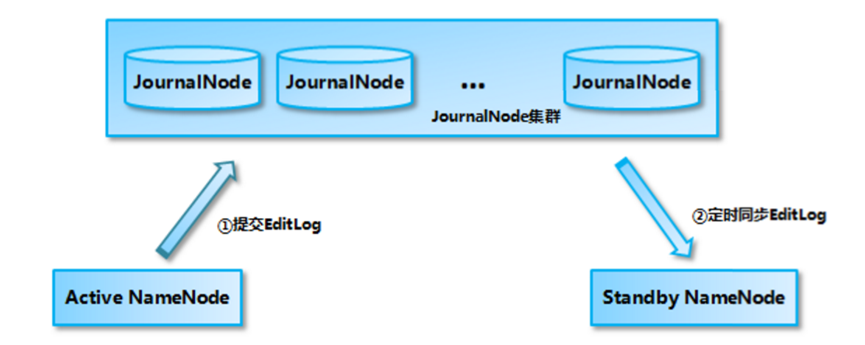 JournalNode
JournalNode
...
JournalNode
JournalNode集群
①提交EditLog
②定时同步EditLog
Active NameNode
Standby NameNode